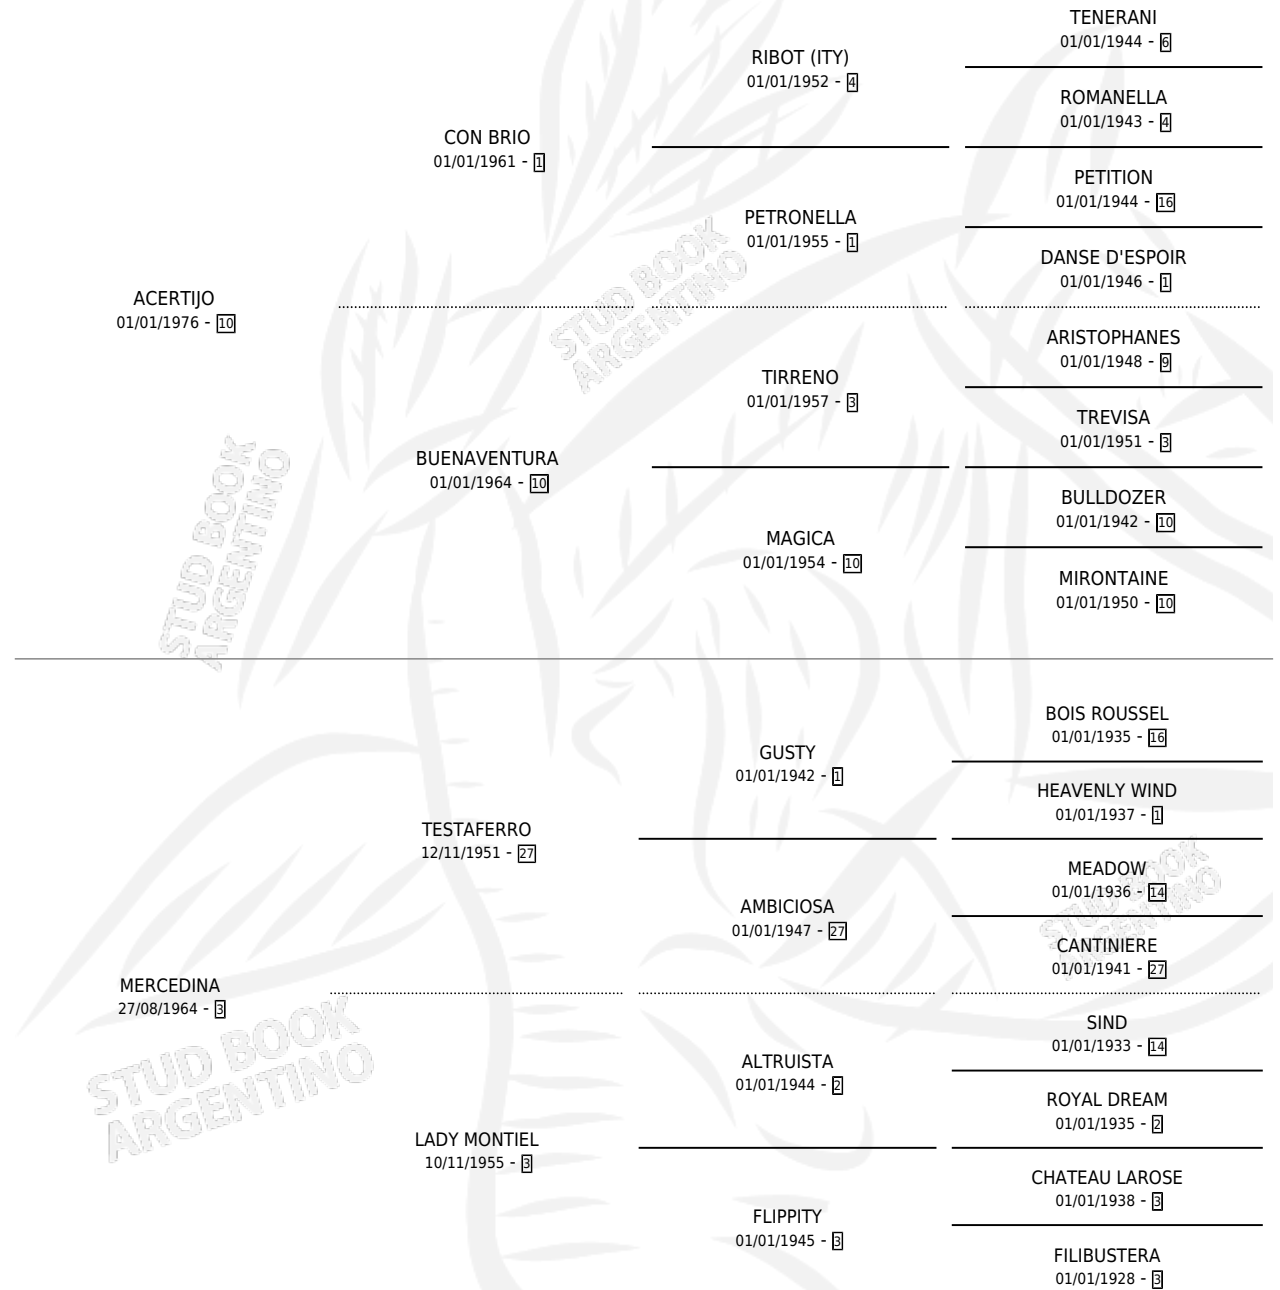 TENERANI
01/01/1944 - 6
RIBOT (ITY)
01/01/1952 - 4
ROMANELLA
01/01/1943 - 4
CON BRIO
01/01/1961 - 1
PETITION
01/01/1944 - 16
PETRONELLA
01/01/1955 - 1
DANSE D'ESPOIR
01/01/1946 - 1
ACERTIJO
01/01/1976 - 10
STUD BOOK
ARGENTINO
ARISTOPHANES
01/01/1948 - 9
TIRRENO
01/01/1957 - 3
TREVISA
01/01/1951 - 3
BUENAVENTURA
01/01/1964 - 10
BULLDOZER
01/01/1942 - 10
MAGICA
01/01/1954 - 10
MIRONTAINE
01/01/1950 - 10
STUD BOOK
ARGENTINO
BOIS ROUSSEL
01/01/1935 - 16
GUSTY
01/01/1942 - 1
HEAVENLY WIND
01/01/1937 - 1
TESTAFERRO
12/11/1951 - 27
MEADOW
01/01/1936 - 14
AMBICIOSA
01/01/1947 - 27
STUD BOOK
ARGENTINO
CANTINIERE
01/01/1941 - 27
MERCEDINA
27/08/1964 - 3
SIND
01/01/1933 - 14
STUD BOOK
ARGENTINO
ALTRUISTA
01/01/1944 - 2
ROYAL DREAM
01/01/1935 - 2
LADY MONTIEL
10/11/1955 - 3
CHATEAU LAROSE
01/01/1938 - 3
FLIPPITY
01/01/1945 - 3
FILIBUSTERA
01/01/1928 - 3